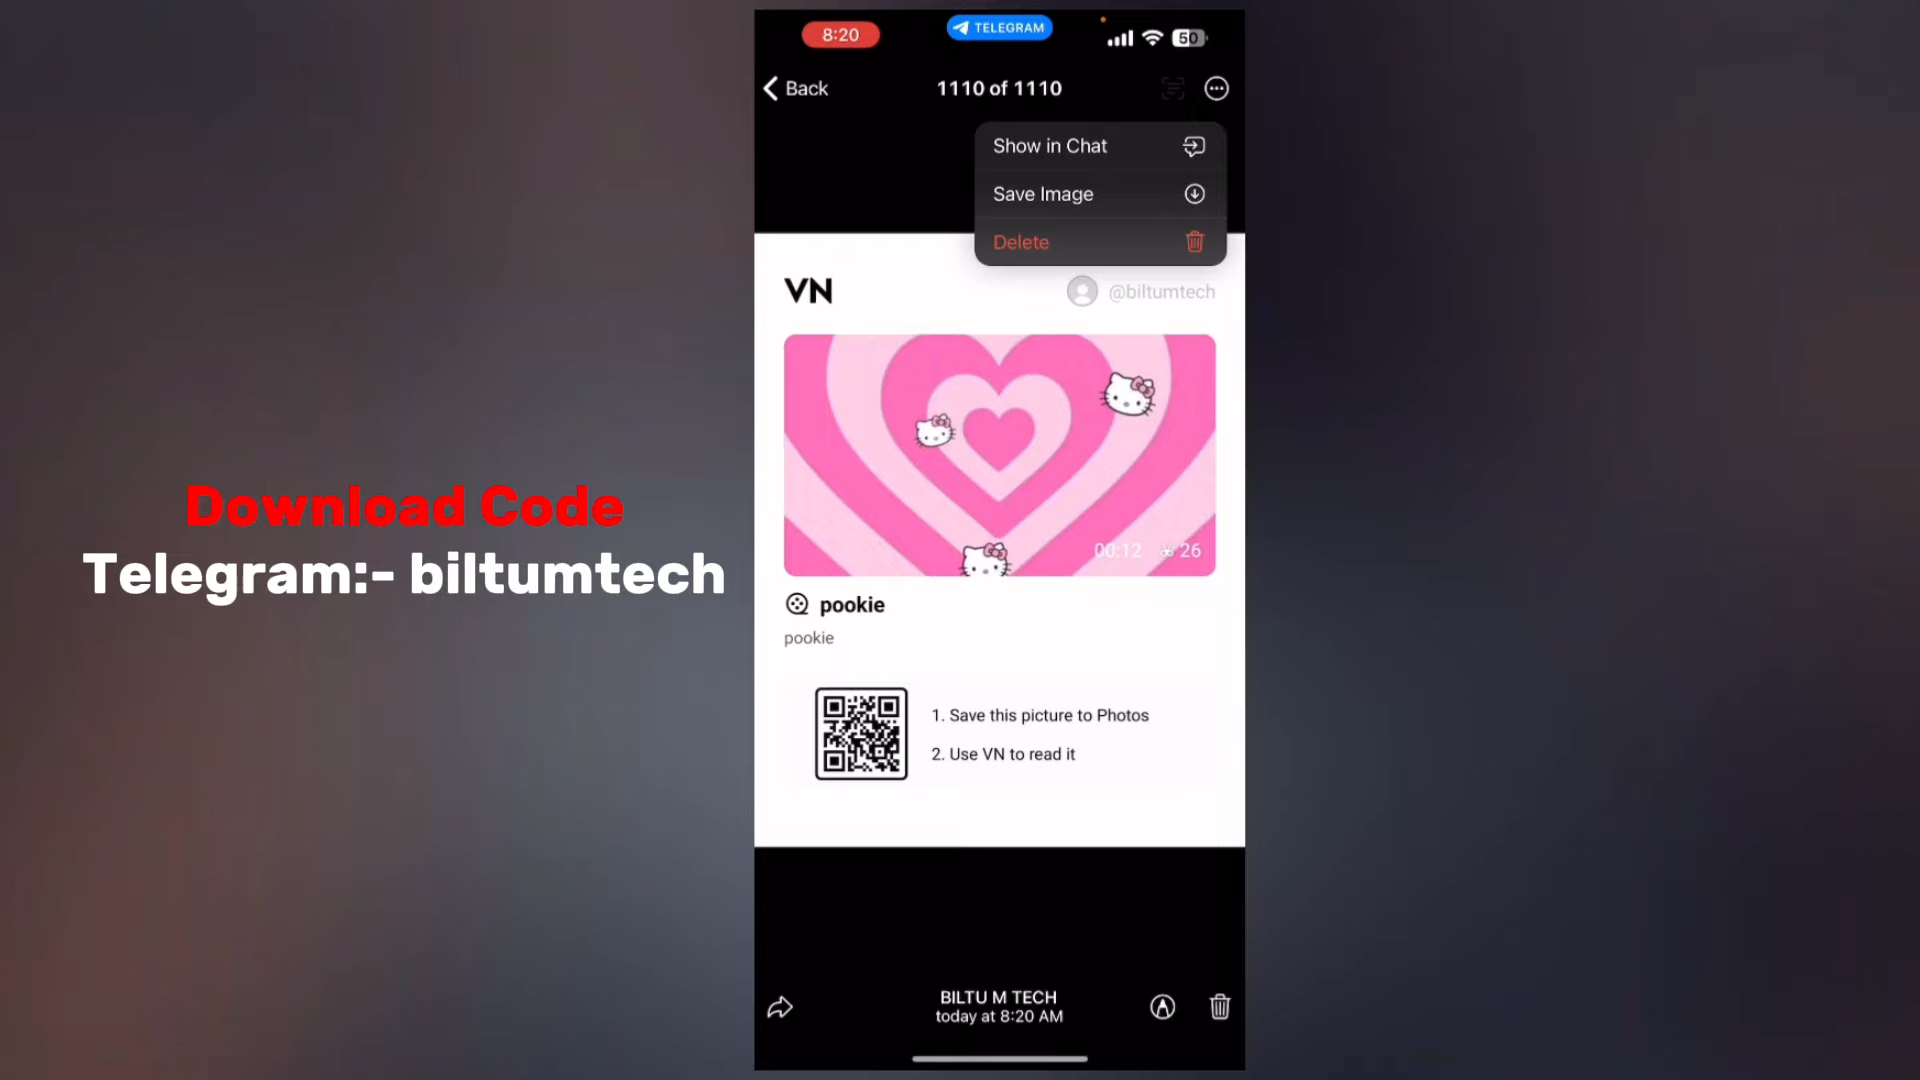 8:20
TELEGRAM
50
Back
1110 of 1110
Show in Chat
Save Image
Delete
VN
@biltumtech
00:12 26
Download Code
Telegram:- biltumtech
pookie
pookie
1. Save this picture to Photos
2. Use VN to read it
BILTU M TECH
today at 8:20 AM